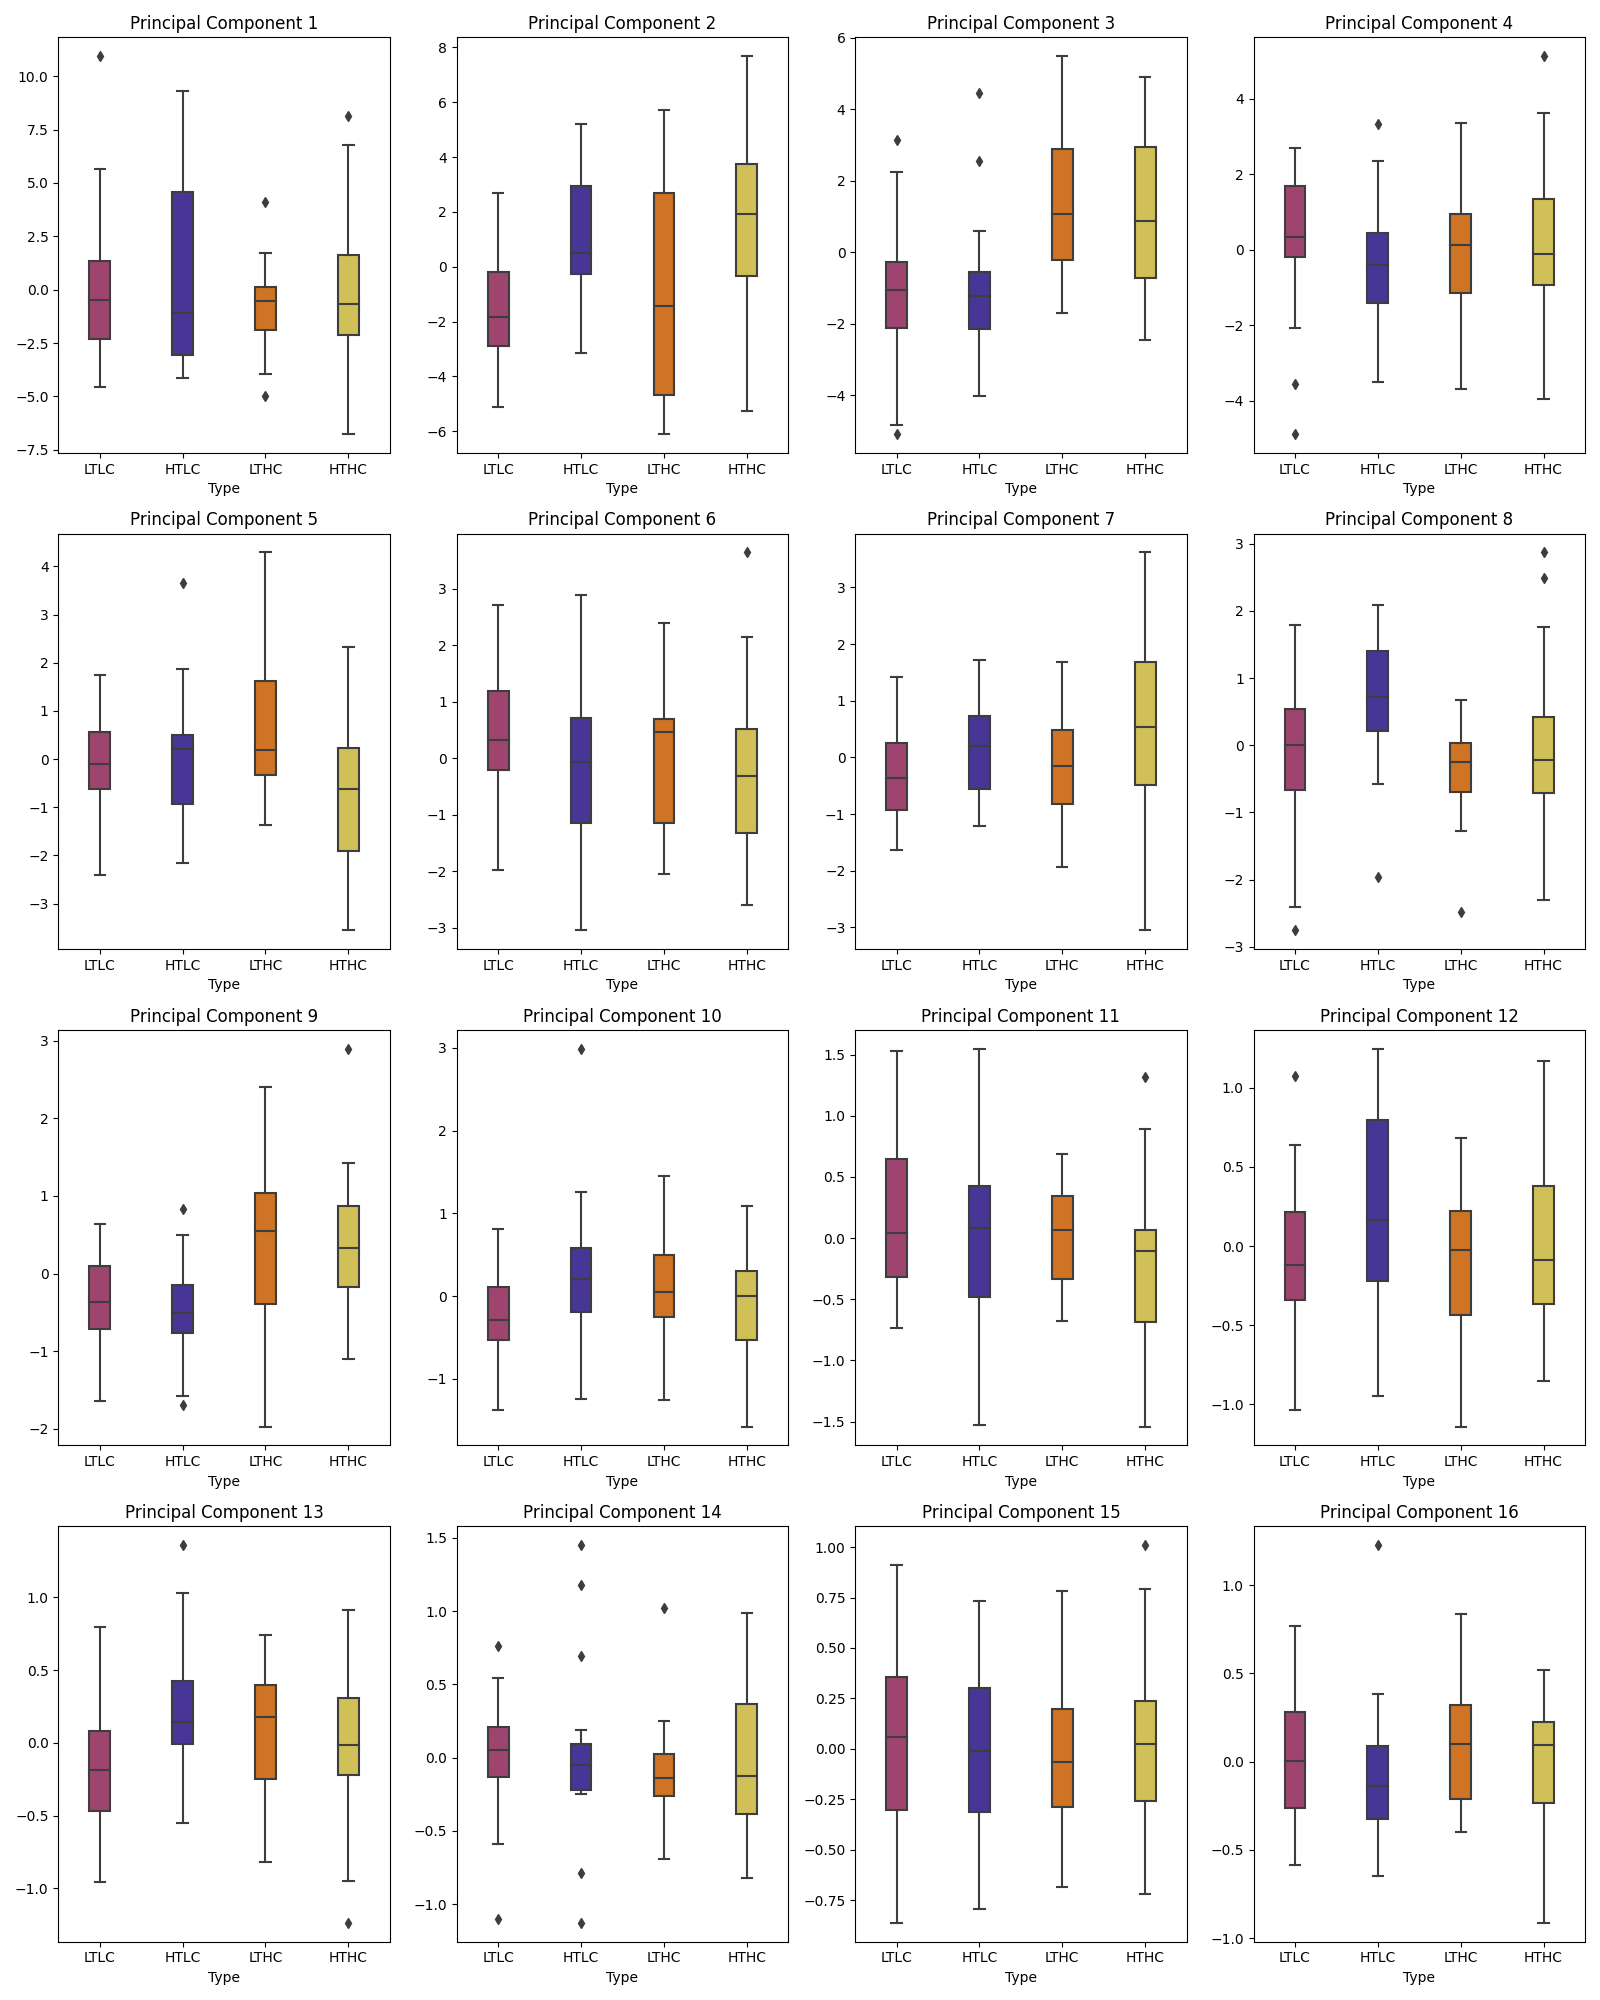 Principal Component 1
10.0
7.5
5.0
2.5
0.0
−2.5
−5.0
−7.5
LTLC HTLC LTHC HTHC
Type
Principal Component 2
8
6
4
2
0
−2
−4
−6
LTLC HTLC LTHC HTHC
Type
Principal Component 3
6
4
2
0
−2
−4
LTLC HTLC LTHC HTHC
Type
Principal Component 4
4
2
0
−2
−4
LTLC HTLC LTHC HTHC
Type
Principal Component 5
4
3
2
1
0
−1
−2
−3
LTLC HTLC LTHC HTHC
Type
Principal Component 6
3
2
1
0
−1
−2
−3
LTLC HTLC LTHC HTHC
Type
Principal Component 7
3
2
1
0
−1
−2
−3
LTLC HTLC LTHC HTHC
Type
Principal Component 8
3
2
1
0
−1
−2
−3
LTLC HTLC LTHC HTHC
Type
Principal Component 9
3
2
1
0
−1
−2
LTLC HTLC LTHC HTHC
Type
Principal Component 10
3
2
1
0
−1
LTLC HTLC LTHC HTHC
Type
Principal Component 11
1.5
1.0
0.5
0.0
−0.5
−1.0
−1.5
LTLC HTLC LTHC HTHC
Type
Principal Component 12
1.0
0.5
0.0
−0.5
−1.0
LTLC HTLC LTHC HTHC
Type
Principal Component 13
1.0
0.5
0.0
−0.5
−1.0
LTLC HTLC LTHC HTHC
Type
Principal Component 14
1.5
1.0
0.5
0.0
−0.5
−1.0
LTLC HTLC LTHC HTHC
Type
Principal Component 15
1.00
0.75
0.50
0.25
0.00
−0.25
−0.50
−0.75
LTLC HTLC LTHC HTHC
Type
Principal Component 16
1.0
0.5
0.0
−0.5
−1.0
LTLC HTLC LTHC HTHC
Type